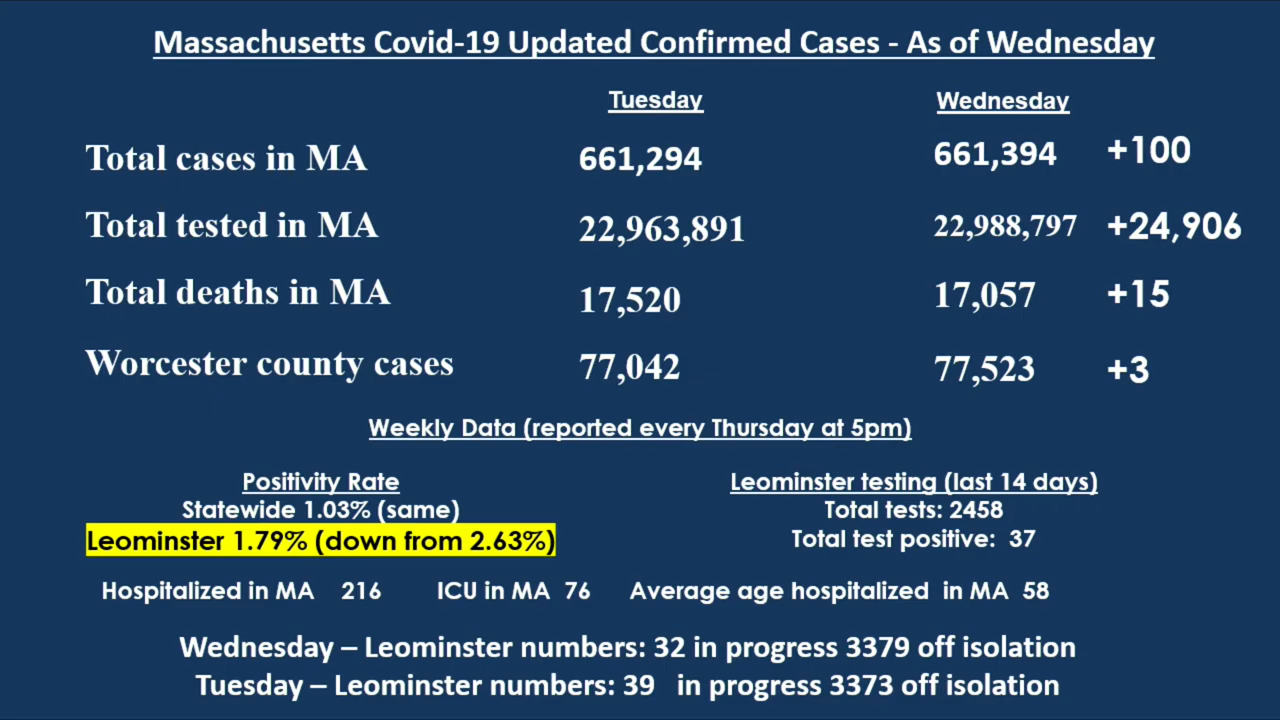 Massachusetts Covid-19 Updated Confirmed Cases - As of Wednesday
Tuesday Wednesday
Total cases in MA 661,294 661,394 +100
Total tested in MA 22,963,891 22,988,797 +24,906
Total deaths in MA 17,520 17,057 +15
Worcester county cases 77,042 77,523 +3
Weekly Data (reported every Thursday at 5pm)
Positivity Rate Leominster testing (last 14 days)
Statewide 1.03% (same) Total tests: 2458
Leominster 1.79% (down from 2.63%) Total test positive: 37
Hospitalized in MA 216 ICU in MA 76 Average age hospitalized in MA 58
Wednesday – Leominster numbers: 32 in progress 3379 off isolation
Tuesday – Leominster numbers: 39 in progress 3373 off isolation